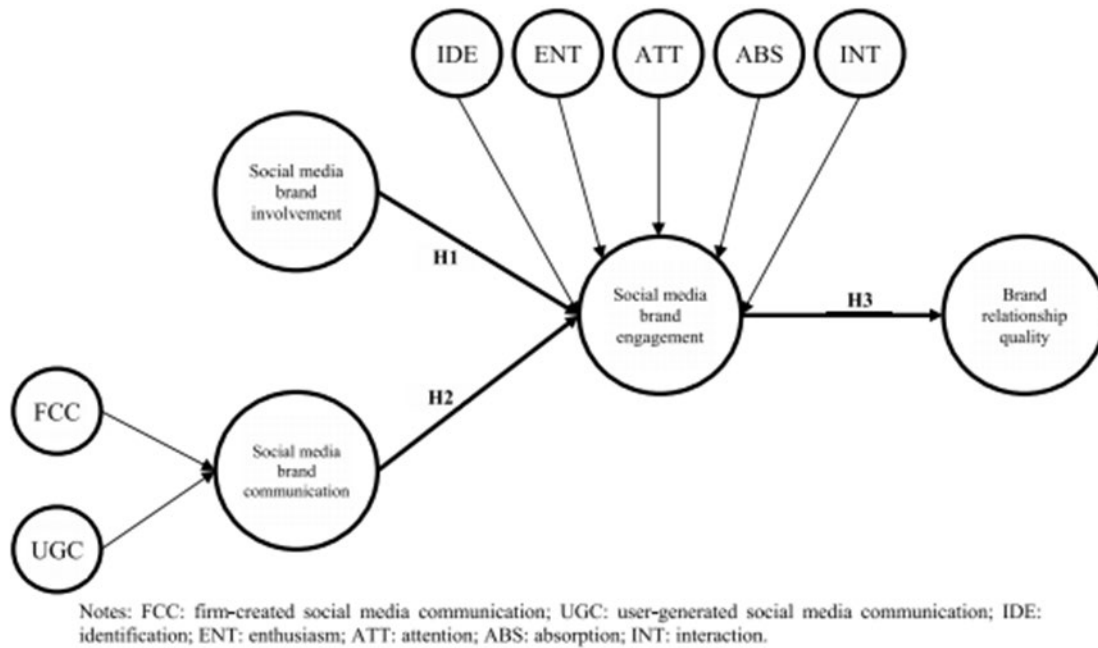 IDE
ENT
ATT
ABS
INT
Social media
brand
involvement
H1
Social media
brand
engagement
H3
Brand
relationship
quality
H2
FCC
Social media
brand
communication
UGC
Notes: FCC: firm-created social media communication; UGC: user-generated social media communication; IDE:
identification; ENT: enthusiasm; ATT: attention; ABS: absorption; INT: interaction.